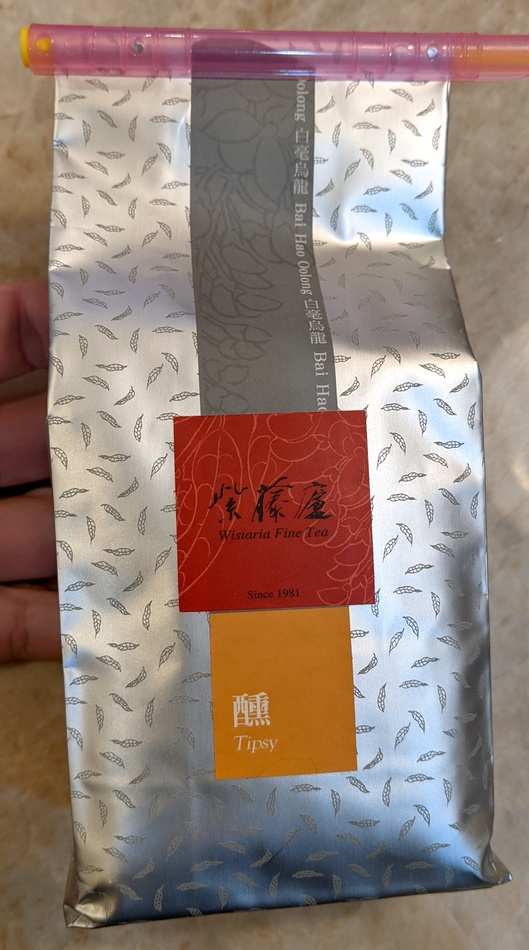 Oolong 白毫烏龍 Bai Hao Oolong 白毫烏龍 Bai Hao
紫藤廬
Wistaria Fine Tea
Since 1981
醺
Tipsy